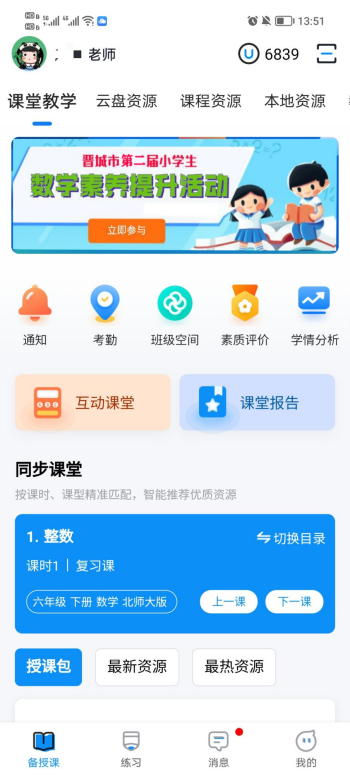 13:51
老师
6839
课堂教学 云盘资源 课程资源 本地资源
晋城市第二届小学生
数学素养提升活动
立即参与
通知 考勤 班级空间 素质评价 学情分析
互动课堂 课堂报告
同步课堂
按课时、课型精准匹配，智能推荐优质资源
1. 整数 切换目录
课时1 | 复习课
六年级 下册 数学 北师大版 上一课 下一课
授课包 最新资源 最热资源
备授课 练习 消息 我的